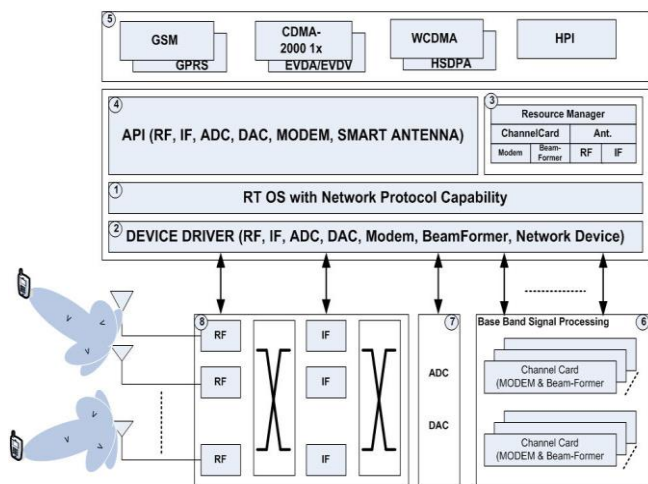 5
GSM
GPRS
CDMA-
2000 1x
EVDA/EVDV
WCDMA
HSDPA
HPI
4
API (RF, IF, ADC, DAC, MODEM, SMART ANTENNA)
3
Resource Manager
ChannelCard
Ant.
Modem
Beam-
Former
RF
IF
1
RT OS with Network Protocol Capability
2
DEVICE DRIVER (RF, IF, ADC, DAC, Modem, BeamFormer, Network Device)
8
RF
IF
RF
IF
RF
IF
7
ADC
DAC
Base Band Signal Processing
6
Channel Card
(MODEM & Beam-Former
Channel Card
(MODEM & Beam-Former